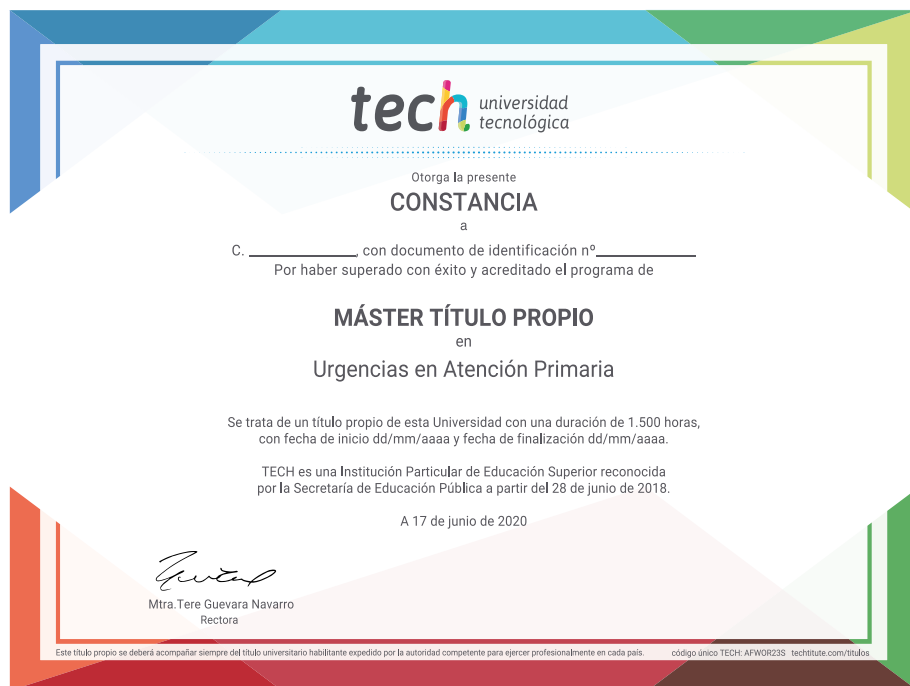 tech universidad
tecnológica
Otorga la presente
CONSTANCIA
a
C. ____________, con documento de identificación nº____________
Por haber superado con éxito y acreditado el programa de
MÁSTER TÍTULO PROPIO
en
Urgencias en Atención Primaria
Se trata de un título propio de esta Universidad con una duración de 1.500 horas,
con fecha de inicio dd/mm/aaaa y fecha de finalización dd/mm/aaaa.
TECH es una Institución Particular de Educación Superior reconocida
por la Secretaría de Educación Pública a partir del 28 de junio de 2018.
A 17 de junio de 2020
Mtra.Tere Guevara Navarro
Rectora
Este título propio se deberá acompañar siempre del título universitario habilitante expedido por la autoridad competente para ejercer profesionalmente en cada país. código único TECH: AFWOR23S techtitute.com/titulos